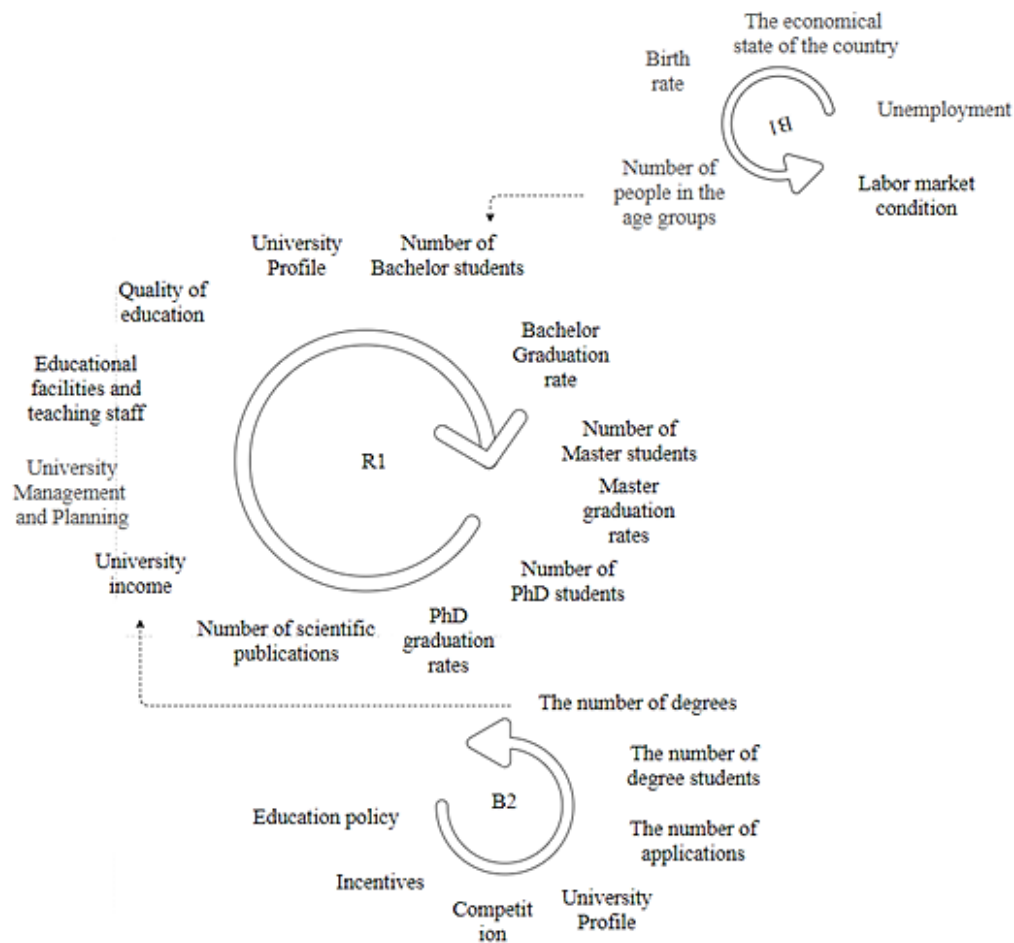 The economical
state of the country
Birth
rate
Unemployment
B1
Number of
people in the
age groups
Labor market
condition
University
Profile
Number of
Bachelor students
Quality of
education
Bachelor
Graduation
rate
Educational
facilities and
teaching staff
Number of
Master students
R1
University
Management
and Planning
Master
graduation
rates
University
income
Number of
PhD students
Number of scientific
publications
PhD
graduation
rates
The number of degrees
The number of
degree students
B2
Education policy
The number of
applications
Incentives
Competit
ion
University
Profile